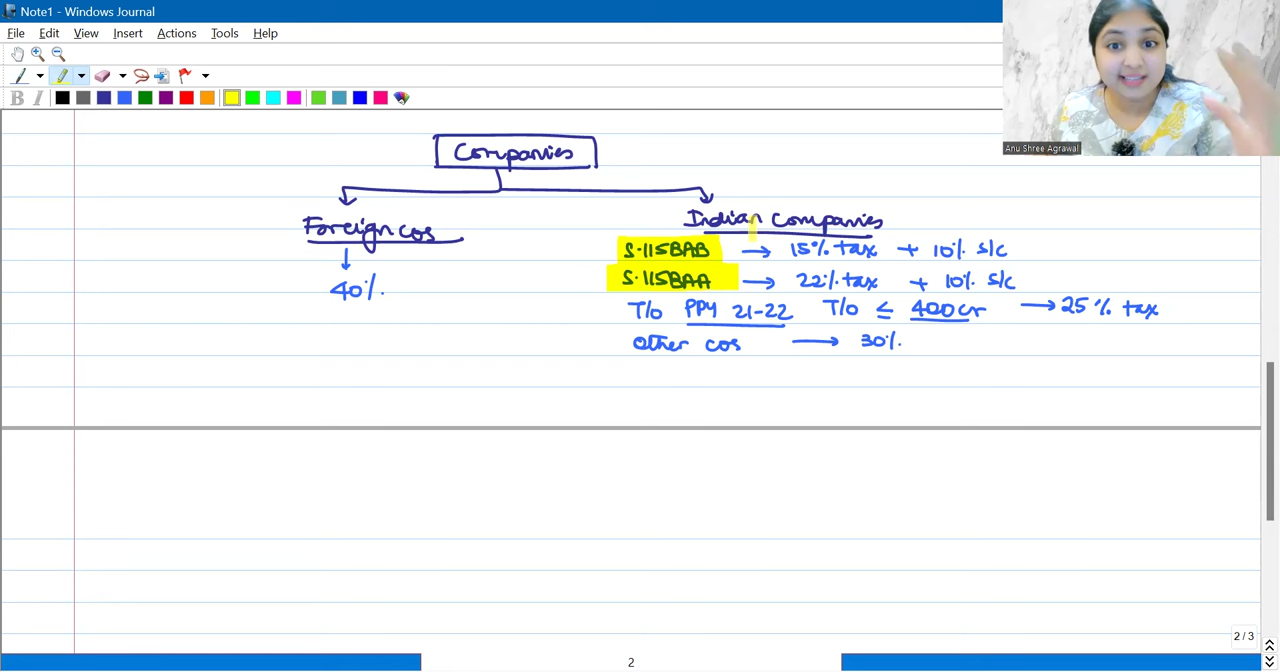 Note1 - Windows Journal
File Edit View Insert Actions Tools Help
B I
Anu Shree Agrawal
Companies
Foreign cos
40%.
Indian Companies
S.115BAB → 15% tax + 10% s/c
S.115BAA → 22% tax + 10% s/c
T/O PPY 21-22 T/O ≤ 400cr → 25% tax
Other cos → 30%.
2/3
2